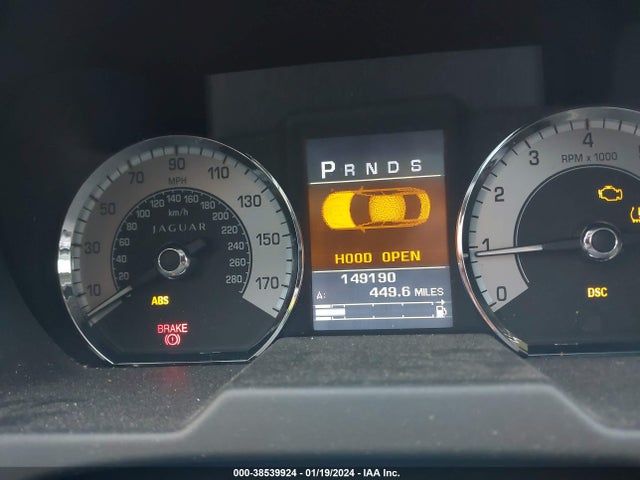 P R N D S
HOOD OPEN
149190
A: 449.6 MILES
10 30 50 70 90 110 130 150 170
MPH
20 40 60 80 100 120 140 160 180 200 220 240 260 280
km/h
JAGUAR
ABS
BRAKE
0 1 2 3 4
RPM x 1000
DSC
000-38539924 - 01/19/2024 - IAA Inc.